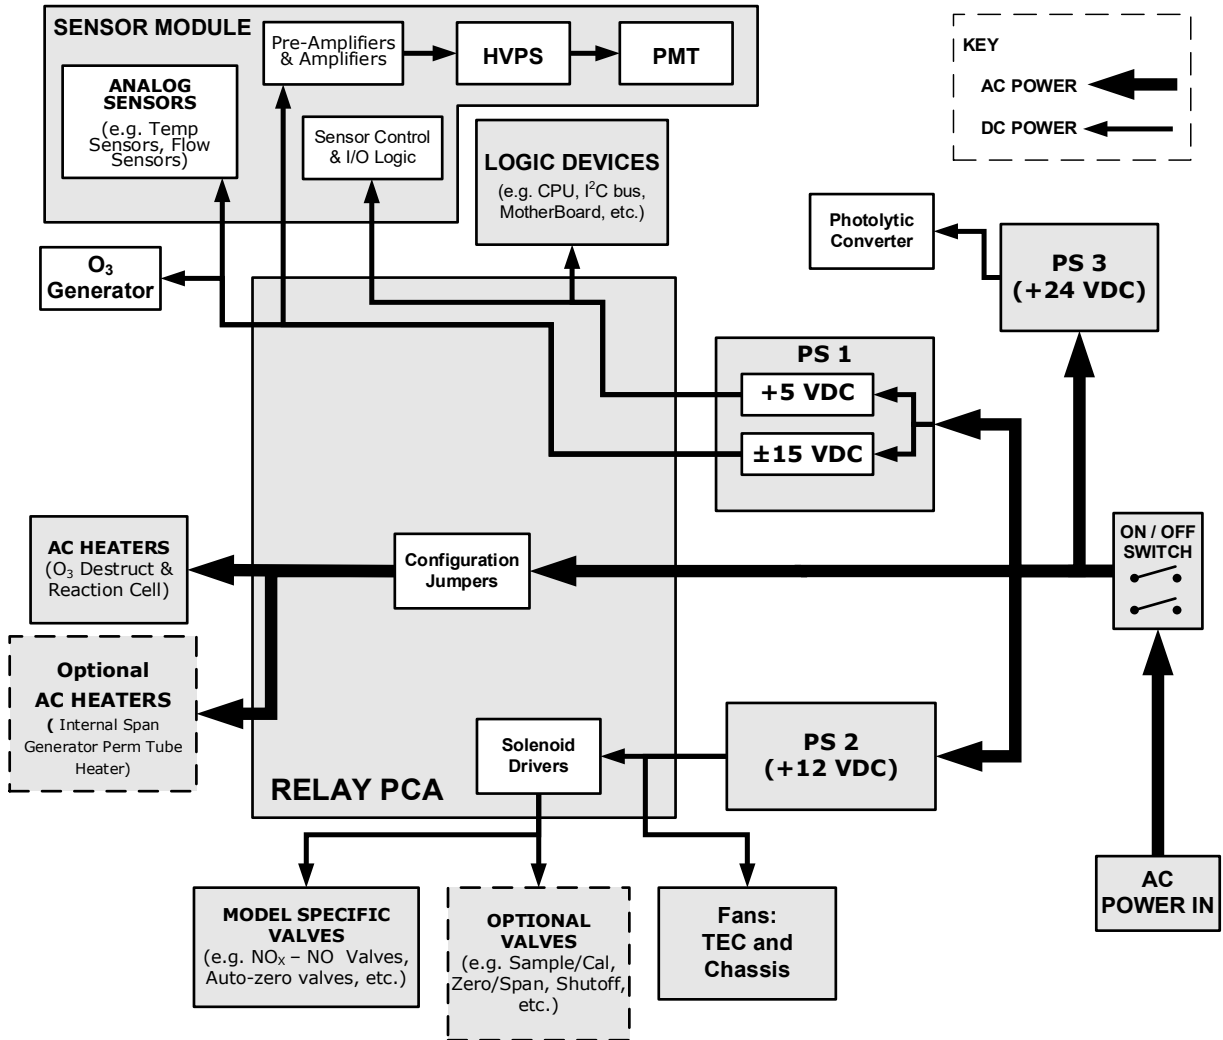 SENSOR MODULE
ANALOG
SENSORS
(e.g. Temp
Sensors, Flow
Sensors)
Pre-Amplifiers
& Amplifiers
HVPS
PMT
Sensor Control
& I/O Logic
LOGIC DEVICES
(e.g. CPU, I²C bus,
MotherBoard, etc.)
KEY
AC POWER
DC POWER
O₃
Generator
Photolytic
Converter
PS 3
(+24 VDC)
PS 1
+5 VDC
±15 VDC
ON / OFF
SWITCH
AC HEATERS
(O₃ Destruct &
Reaction Cell)
Configuration
Jumpers
Optional
AC HEATERS
( Internal Span
Generator Perm Tube
Heater)
Solenoid
Drivers
PS 2
(+12 VDC)
RELAY PCA
AC
POWER IN
MODEL SPECIFIC
VALVES
(e.g. NOₓ – NO Valves,
Auto-zero valves, etc.)
OPTIONAL
VALVES
(e.g. Sample/Cal,
Zero/Span, Shutoff,
etc.)
Fans:
TEC and
Chassis